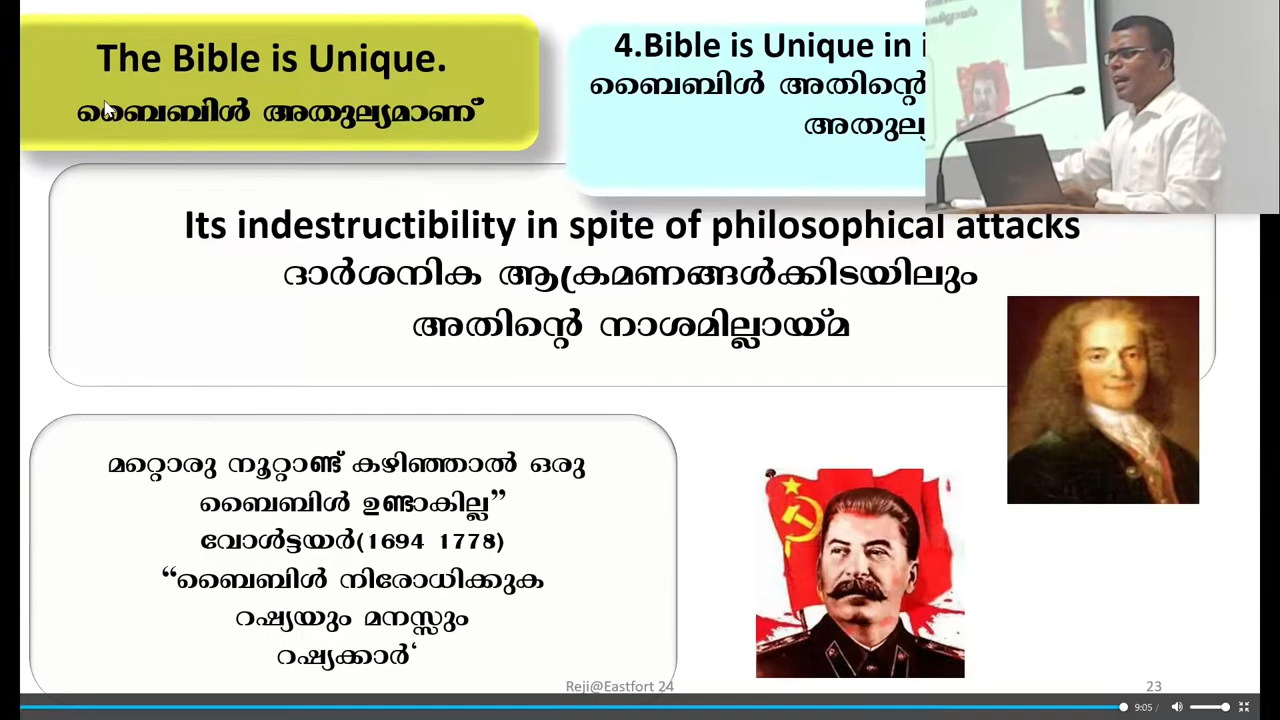 The Bible is Unique.
ബൈബിൾ അതുല്യമാണ്
4.Bible is Unique in
ബൈബിൾ അതിന്റെ
Its indestructibility in spite of philosophical attacks
ദാർശനിക ആക്രമണങ്ങൾക്കിടയിലും
അതിന്റെ നാശമില്ലായ്മ
മറ്റൊരു നൂറ്റാണ്ട് കഴിഞ്ഞാൽ ഒരു
ബൈബിൾ ഉണ്ടാകില്ല”
വോൾട്ടയർ(1694 1778)
“ബൈബിൾ നിരോധിക്കുക
റഷ്യയും മനസ്സും
റഷ്യക്കാർ‘
Reji@Eastfort 24
23
9:05 /